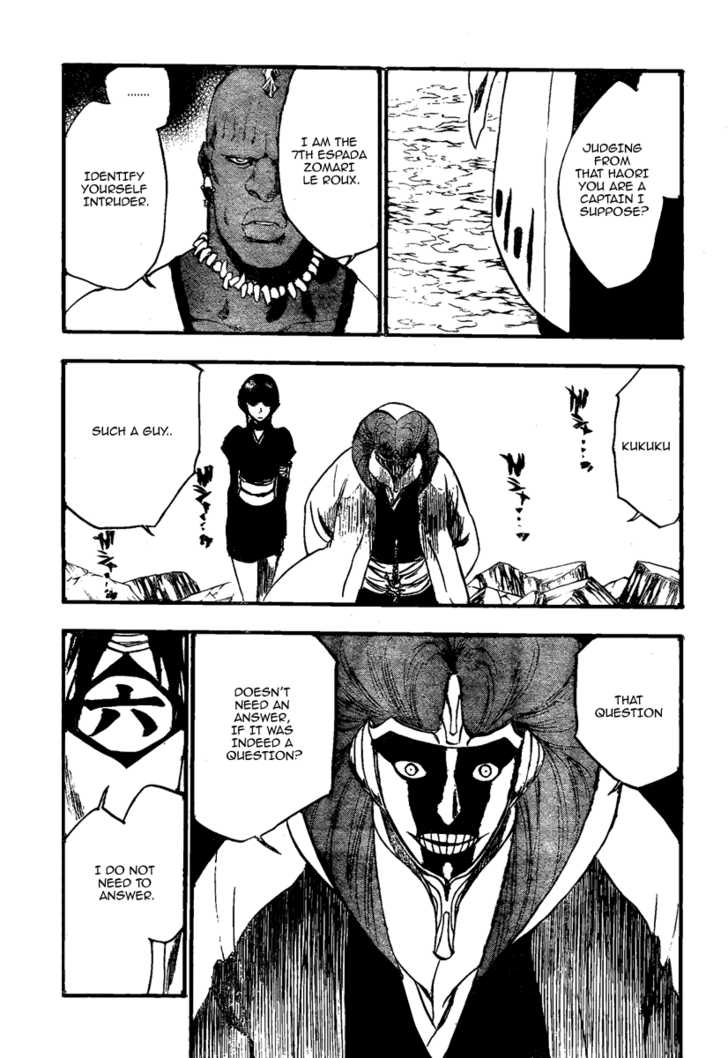 JUDGING
FROM
THAT HAORI
YOU ARE A
CAPTAIN I
SUPPOSE?
I AM THE
7TH ESPADA
ZOMARI
LE ROUX.
........
IDENTIFY
YOURSELF
INTRUDER.
KUKUKU
SUCH A GUY..
THAT
QUESTION
DOESN'T
NEED AN
ANSWER,
IF IT WAS
INDEED A
QUESTION?
六
I DO NOT
NEED TO
ANSWER.